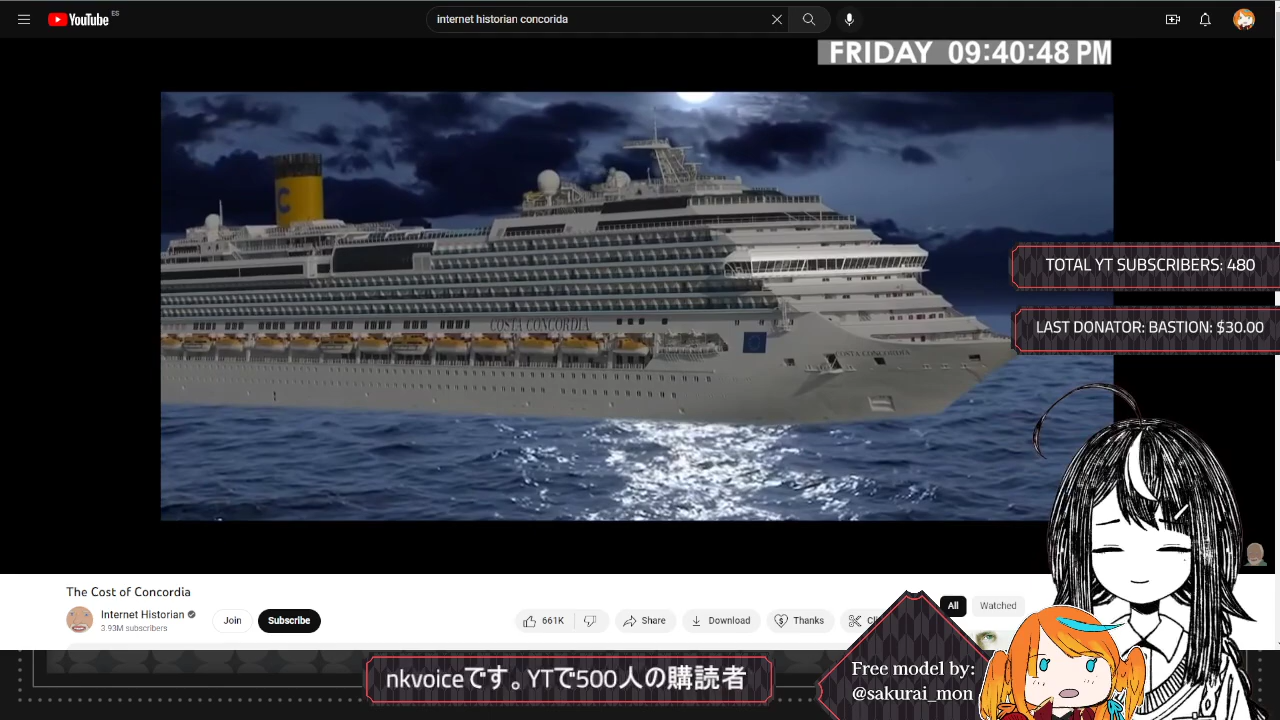 YouTube ES
internet historian concorida
FRIDAY 09:40:48 PM
C
COSTA CONCORDIA
COSTA CONCORDIA
TOTAL YT SUBSCRIBERS: 480
LAST DONATOR: BASTION: $30.00
The Cost of Concordia
Internet Historian
3.93M subscribers
Join
Subscribe
661K
Share
Download
Thanks
All
Watched
nkvoiceです。YTで500人の購読者
Free model by:
@sakurai_mon